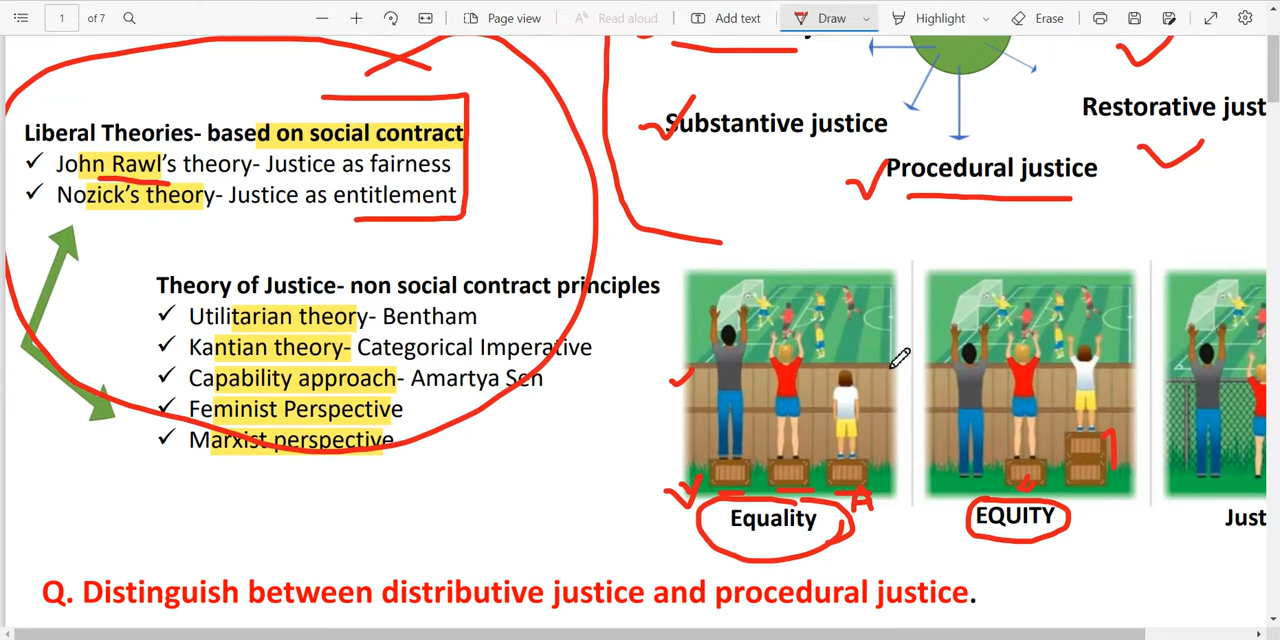 1 of 7
Page view
Read aloud
Add text
Draw
Highlight
Erase
Liberal Theories- based on social contract
✓ John Rawl's theory- Justice as fairness
✓ Nozick's theory- Justice as entitlement
Theory of Justice- non social contract principles
✓ Utilitarian theory- Bentham
✓ Kantian theory- Categorical Imperative
✓ Capability approach- Amartya Sen
✓ Feminist Perspective
✓ Marxist perspective
Substantive justice
Procedural justice
Restorative just
Equality
A
EQUITY
Just
Q. Distinguish between distributive justice and procedural justice.